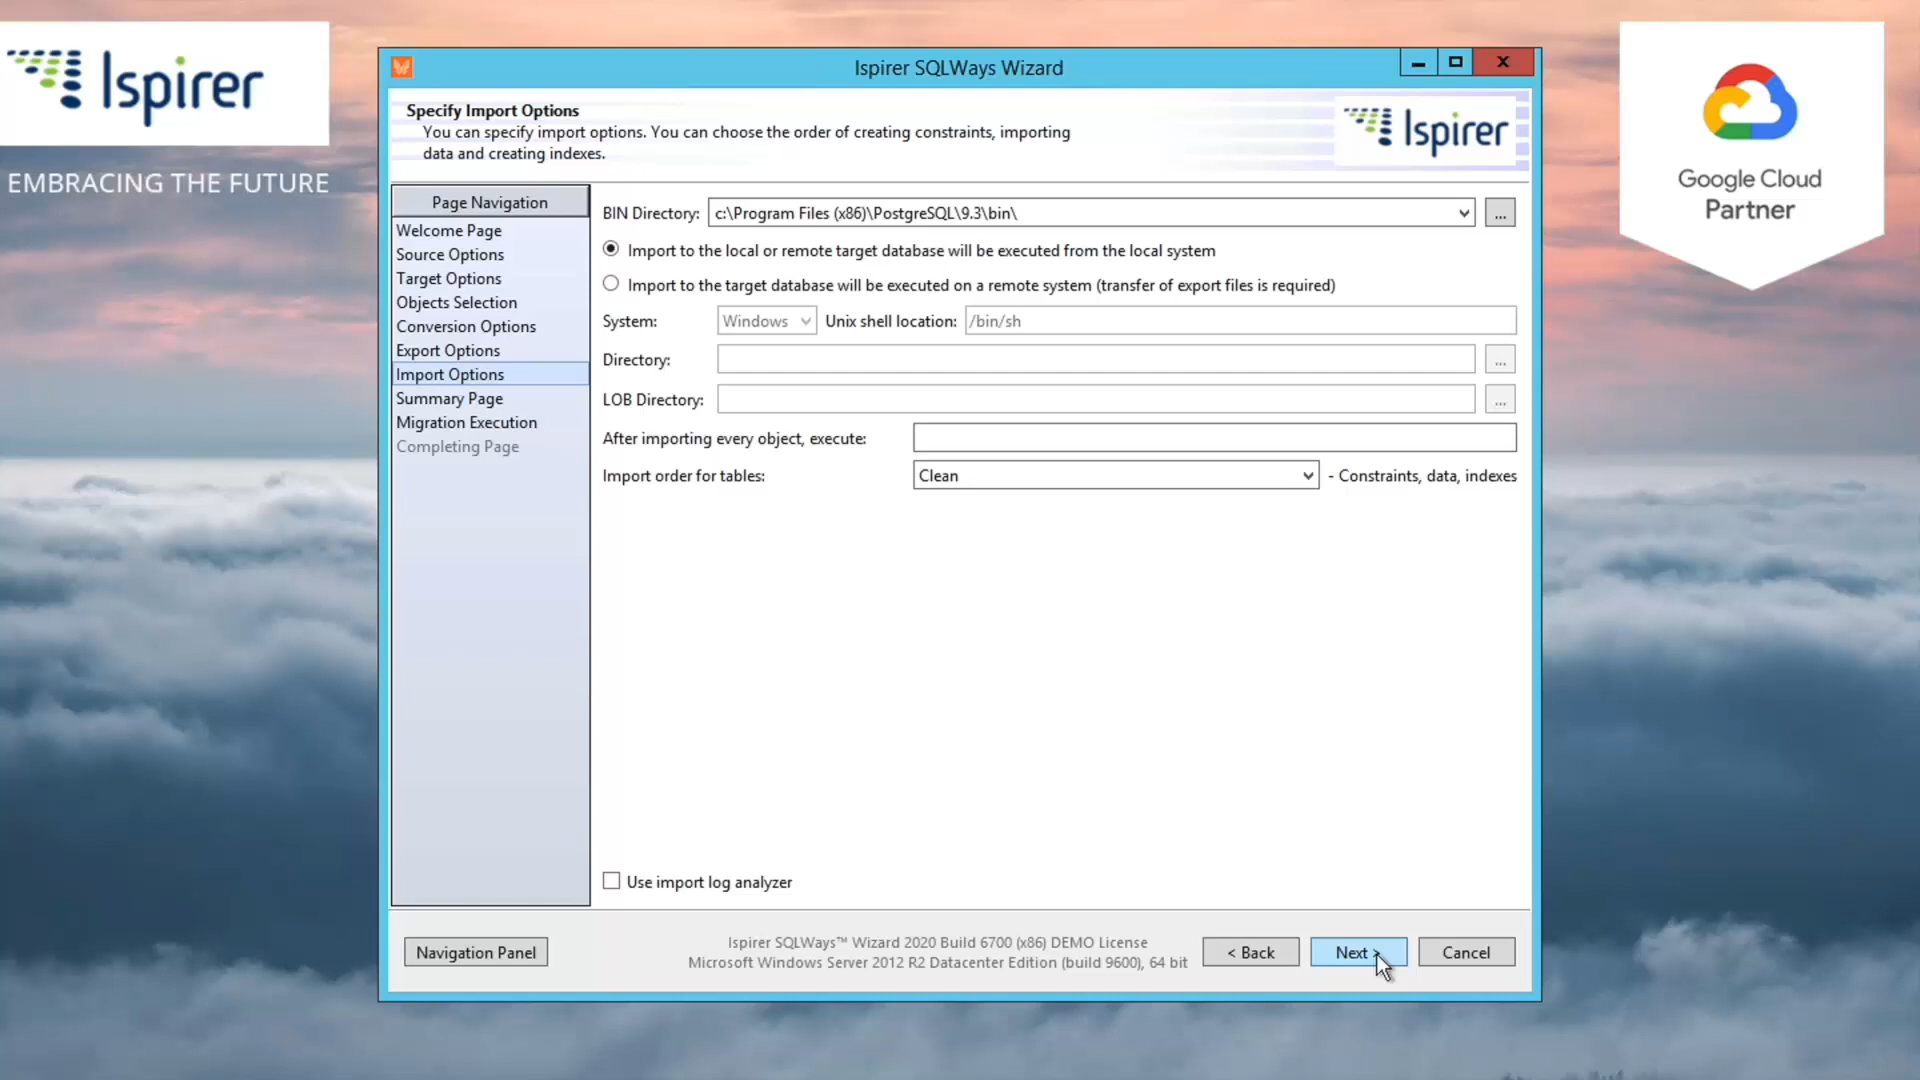 Ispirer
EMBRACING THE FUTURE
Google Cloud
Partner
Ispirer SQLWays Wizard
Specify Import Options
You can specify import options. You can choose the order of creating constraints, importing
data and creating indexes.
Ispirer
Page Navigation
Welcome Page
Source Options
Target Options
Objects Selection
Conversion Options
Export Options
Import Options
Summary Page
Migration Execution
Completing Page
BIN Directory: c:\Program Files (x86)\PostgreSQL\9.3\bin\ ...
Import to the local or remote target database will be executed from the local system
Import to the target database will be executed on a remote system (transfer of export files is required)
System: Windows Unix shell location: /bin/sh
Directory: ...
LOB Directory: ...
After importing every object, execute:
Import order for tables: Clean - Constraints, data, indexes
Use import log analyzer
Navigation Panel
Ispirer SQLWays™ Wizard 2020 Build 6700 (x86) DEMO License
Microsoft Windows Server 2012 R2 Datacenter Edition (build 9600), 64 bit
< Back Next > Cancel